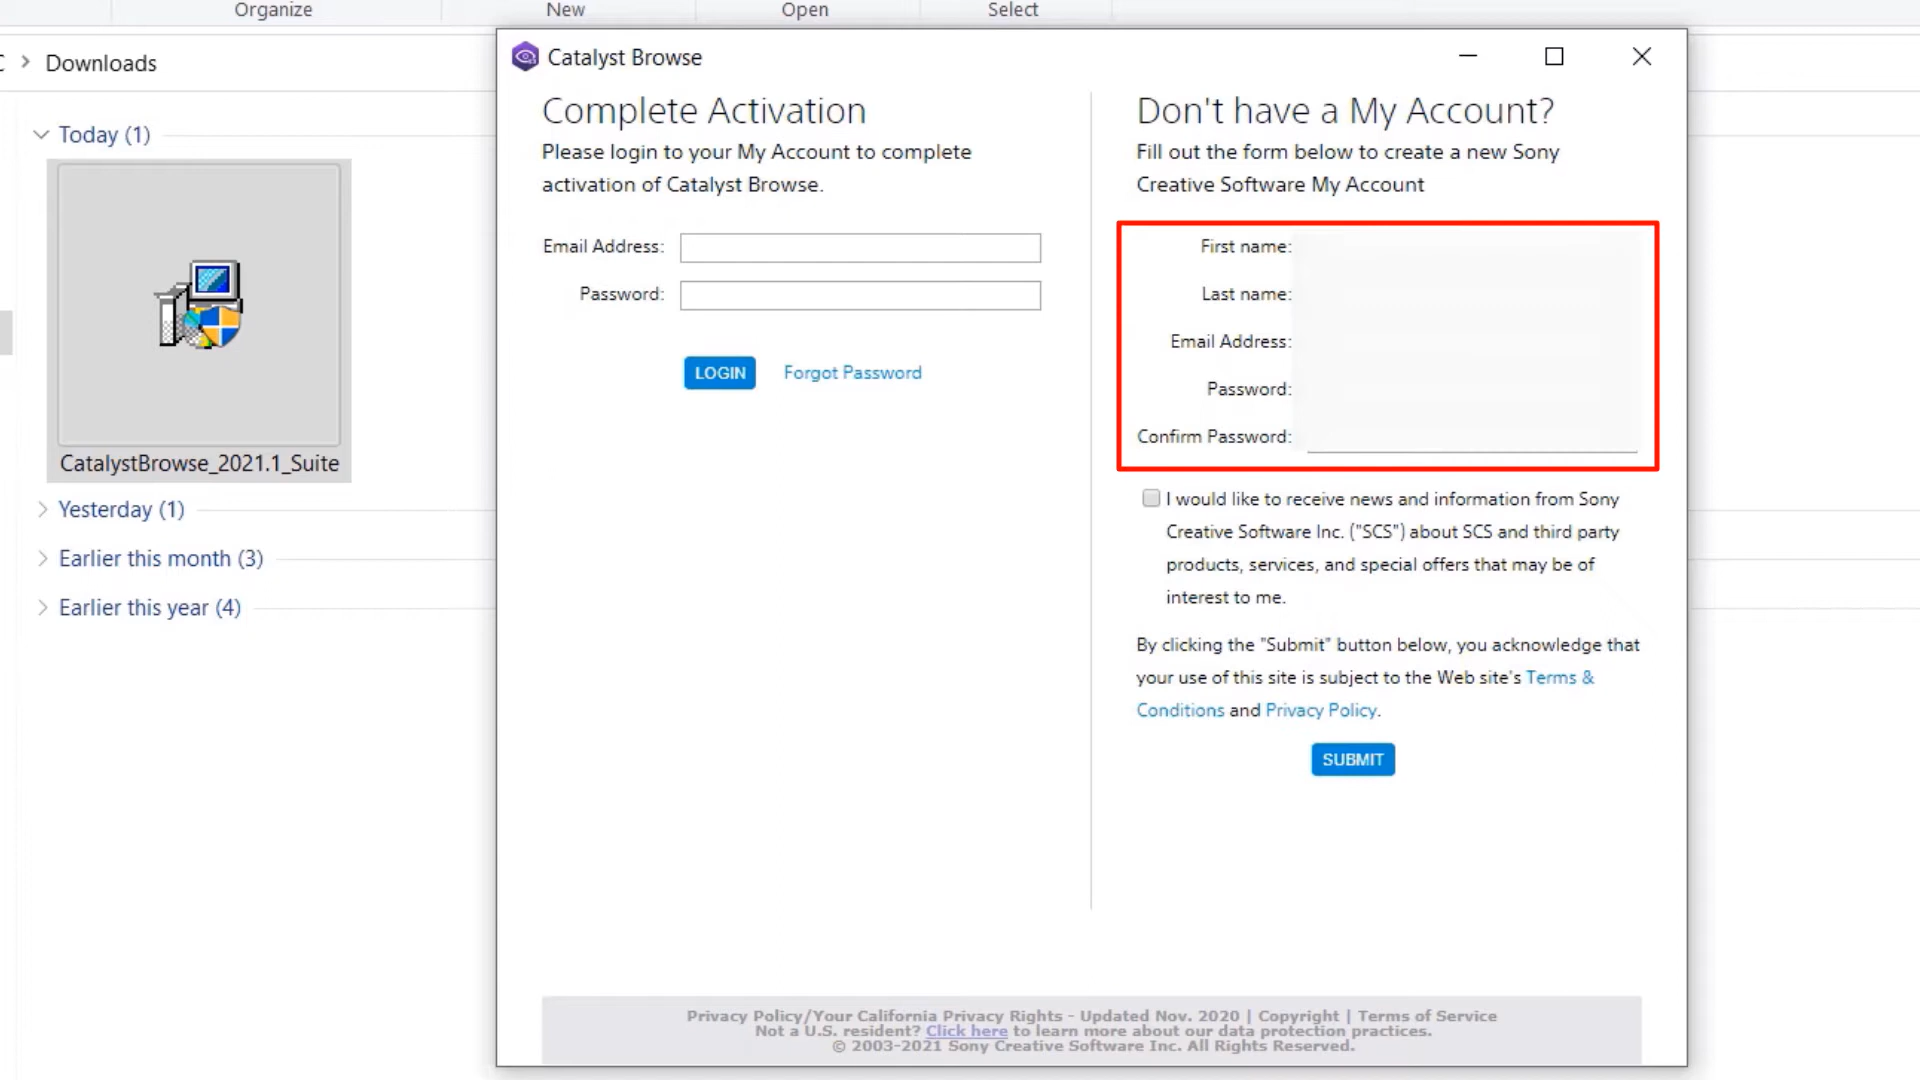 Organize
New
Open
Select
Downloads
Today (1)
CatalystBrowse_2021.1_Suite
Yesterday (1)
Earlier this month (3)
Earlier this year (4)
Catalyst Browse
Complete Activation
Please login to your My Account to complete
activation of Catalyst Browse.
Email Address:
Password:
LOGIN
Forgot Password
Don't have a My Account?
Fill out the form below to create a new Sony
Creative Software My Account
First name:
Last name:
Email Address:
Password:
Confirm Password:
I would like to receive news and information from Sony
Creative Software Inc. ("SCS") about SCS and third party
products, services, and special offers that may be of
interest to me.
By clicking the "Submit" button below, you acknowledge that
your use of this site is subject to the Web site's Terms &
Conditions and Privacy Policy.
SUBMIT
Privacy Policy/Your California Privacy Rights - Updated Nov. 2020 | Copyright | Terms of Service
Not a U.S. resident? Click here to learn more about our data protection practices.
© 2003-2021 Sony Creative Software Inc. All Rights Reserved.